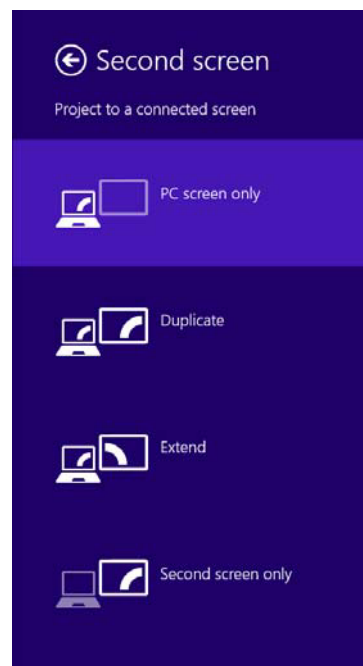 Second screen
Project to a connected screen
PC screen only
Duplicate
Extend
Second screen only